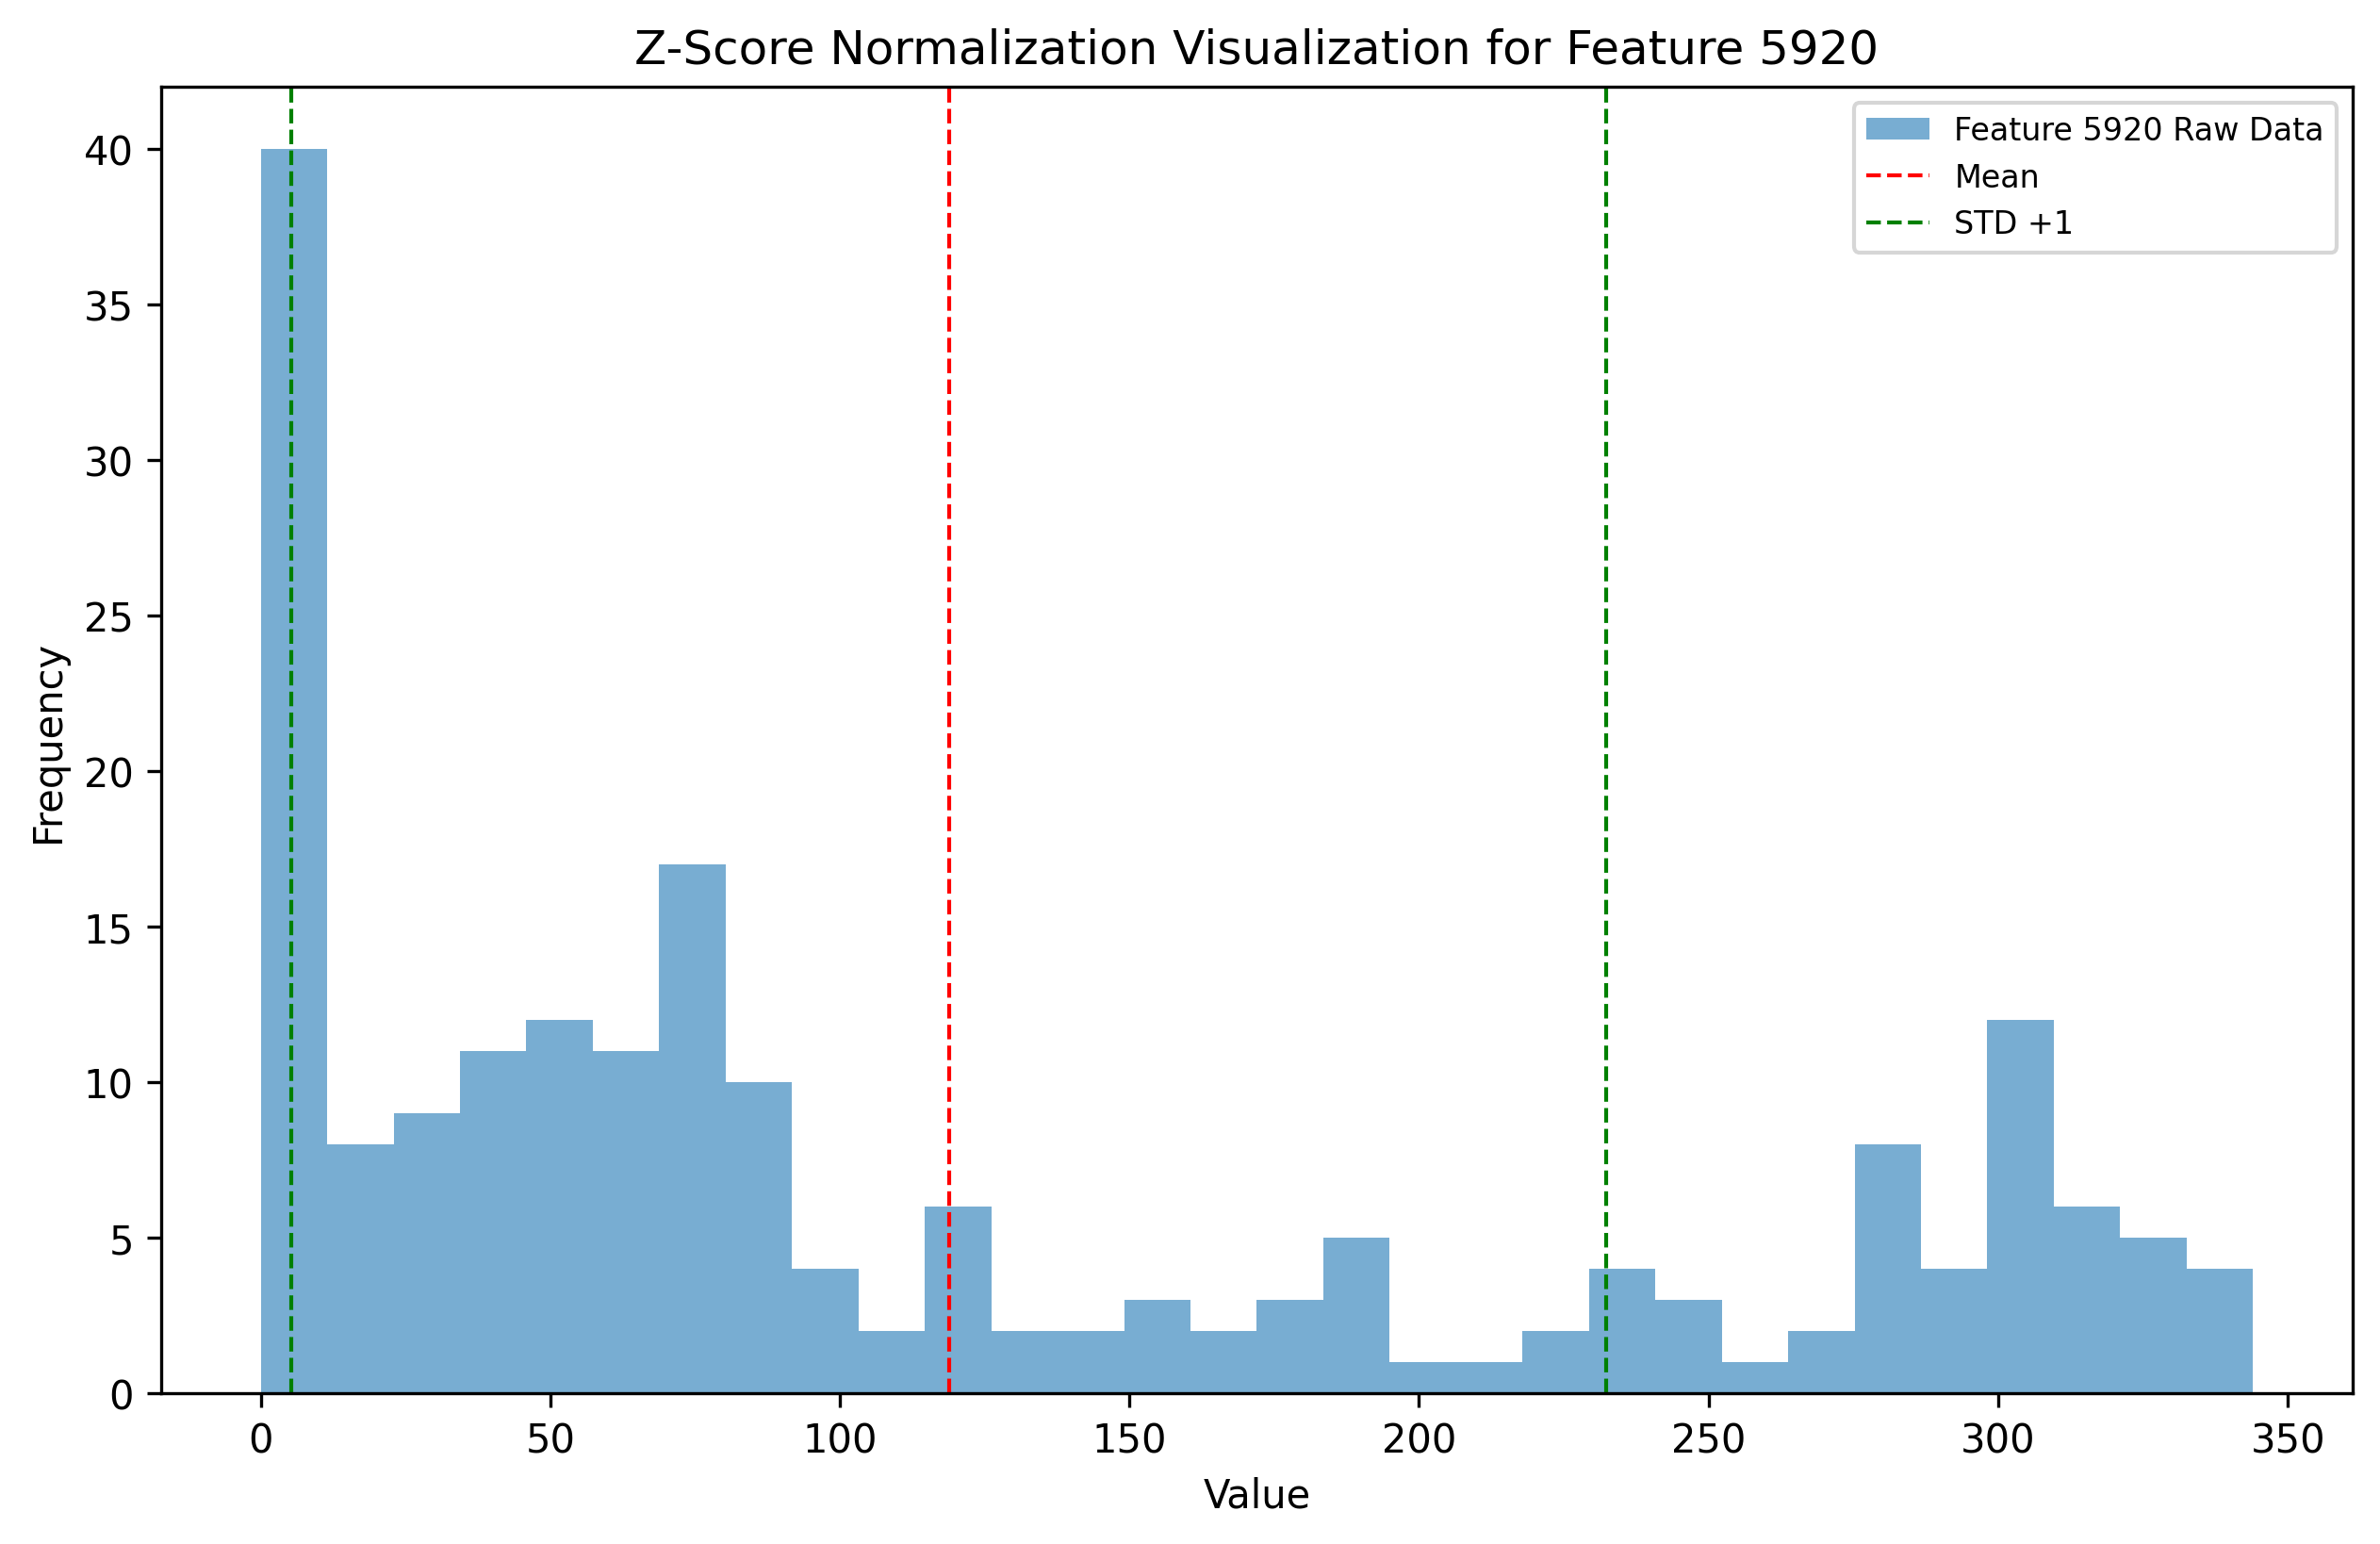 Z-Score Normalization Visualization for Feature 5920
Feature 5920 Raw Data
Mean
STD +1
40
35
30
25
20
15
10
5
0
Frequency
0 50 100 150 200 250 300 350
Value